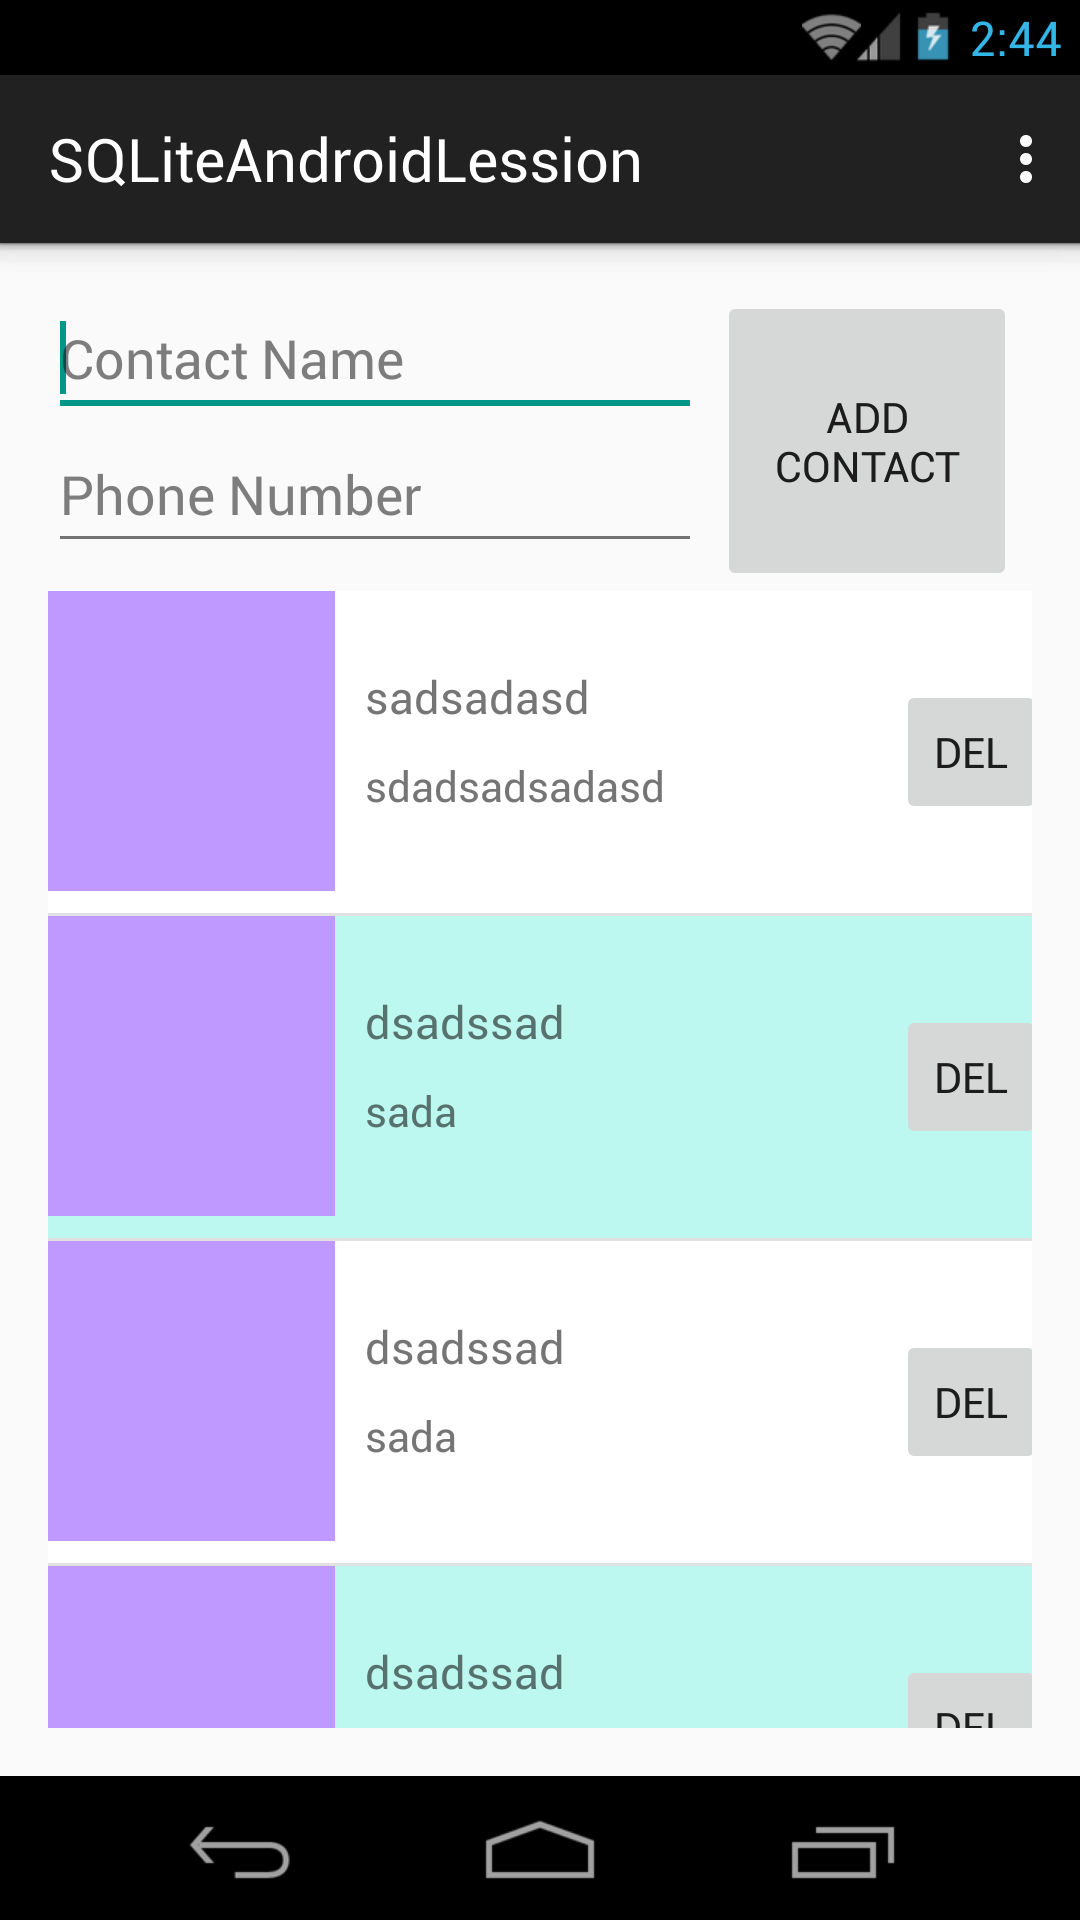 2:44
SQLiteAndroidLession
Contact Name
Phone Number
ADD
CONTACT
sadsadasd
sdadsadsadasd
DEL
dsadssad
sada
DEL
dsadssad
sada
DEL
dsadssad
DEL